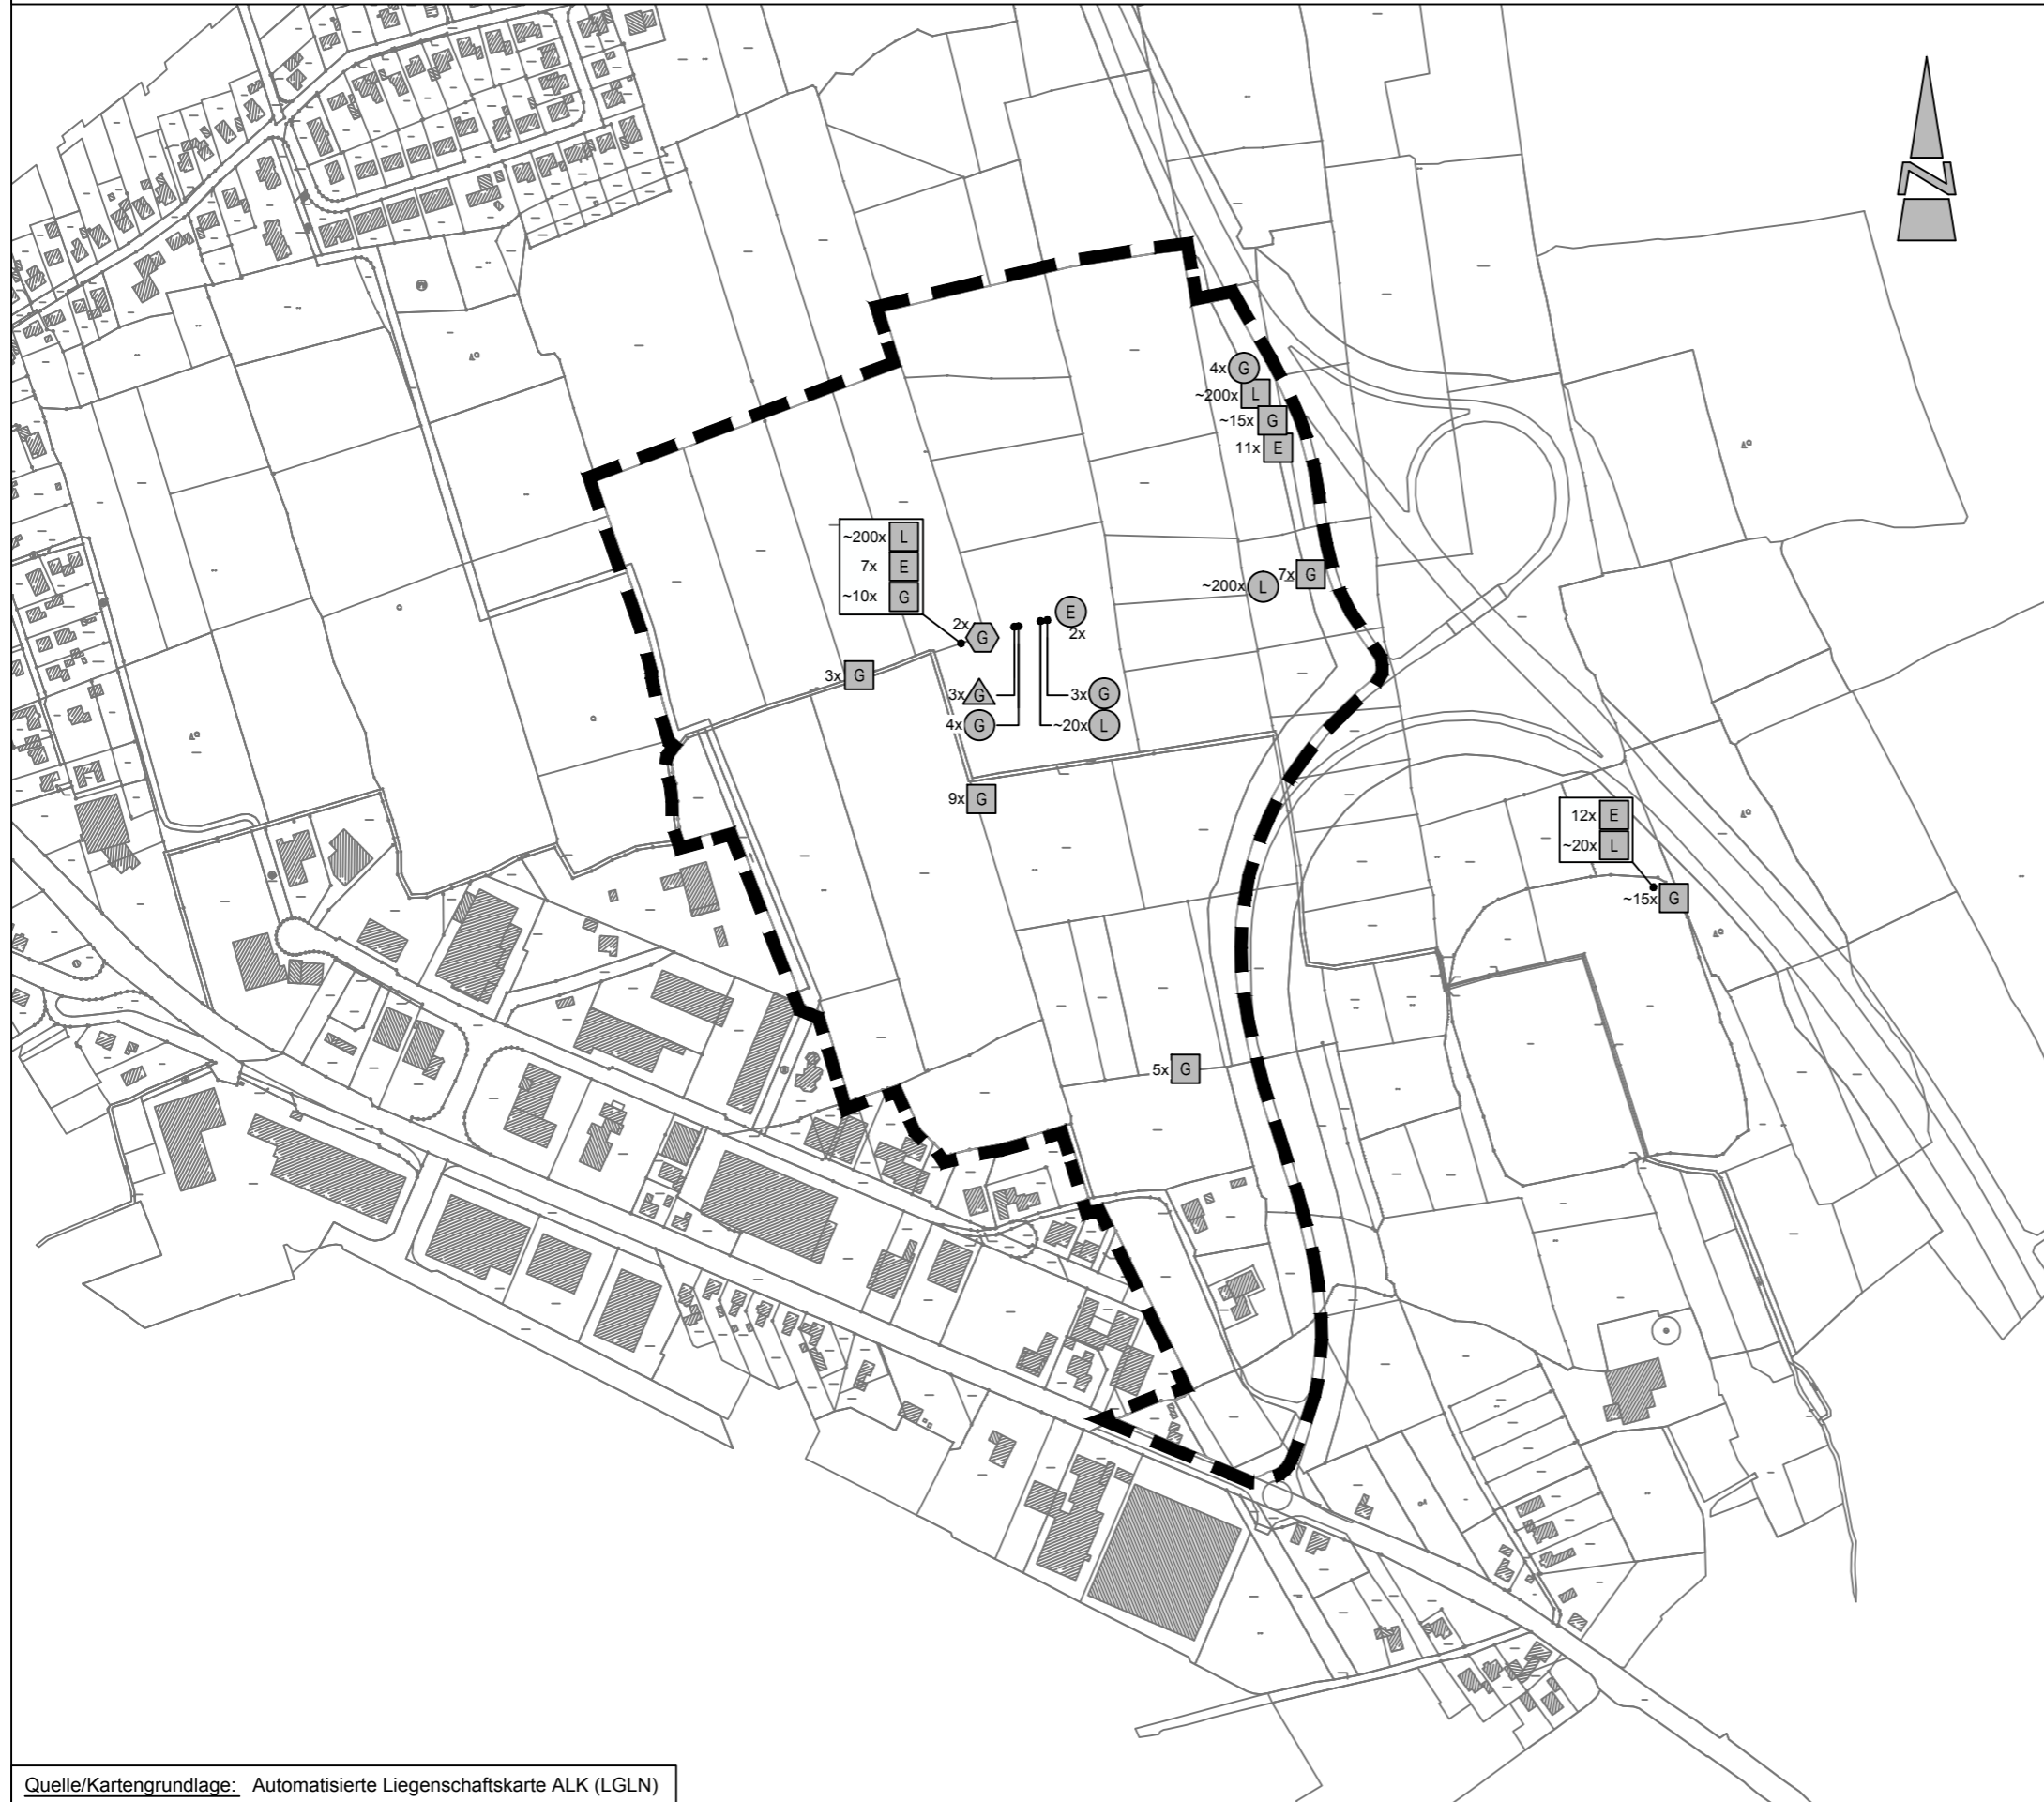 N
4x G
~200x L
~15x G
11x E
~200x L
7x E
~10x G
7x G
~200x L
2x G
E
2x
3x G
3x G
3x G
4x G
~20x L
9x G
12x E
~20x L
~15x G
5x G
Quelle/Kartengrundlage: Automatisierte Liegenschaftskarte ALK (LGLN)